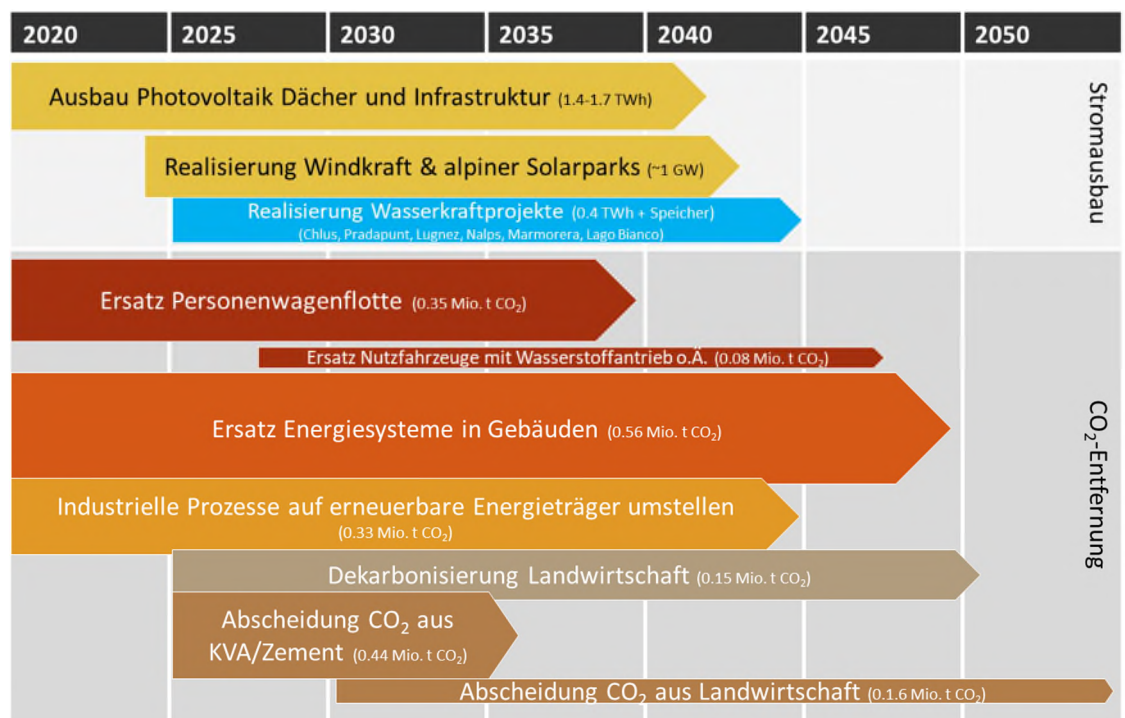 2020 2025 2030 2035 2040 2045 2050
Ausbau Photovoltaik Dächer und Infrastruktur (1.4-1.7 TWh)
Realisierung Windkraft & alpiner Solarparks (~1 GW)
Realisierung Wasserkraftprojekte (0.4 TWh + Speicher)
(Chlus, Pradapunt, Lugnez, Nalps, Marmorera, Lago Bianco)
Stromausbau
Ersatz Personenwagenflotte (0.35 Mio. t CO₂)
Ersatz Nutzfahrzeuge mit Wasserstoffantrieb o.Ä. (0.08 Mio. t CO₂)
Ersatz Energiesysteme in Gebäuden (0.56 Mio. t CO₂)
Industrielle Prozesse auf erneuerbare Energieträger umstellen
(0.33 Mio. t CO₂)
Dekarbonisierung Landwirtschaft (0.15 Mio. t CO₂)
Abscheidung CO₂ aus
KVA/Zement (0.44 Mio. t CO₂)
Abscheidung CO₂ aus Landwirtschaft (0.1.6 Mio. t CO₂)
CO₂-Entfernung